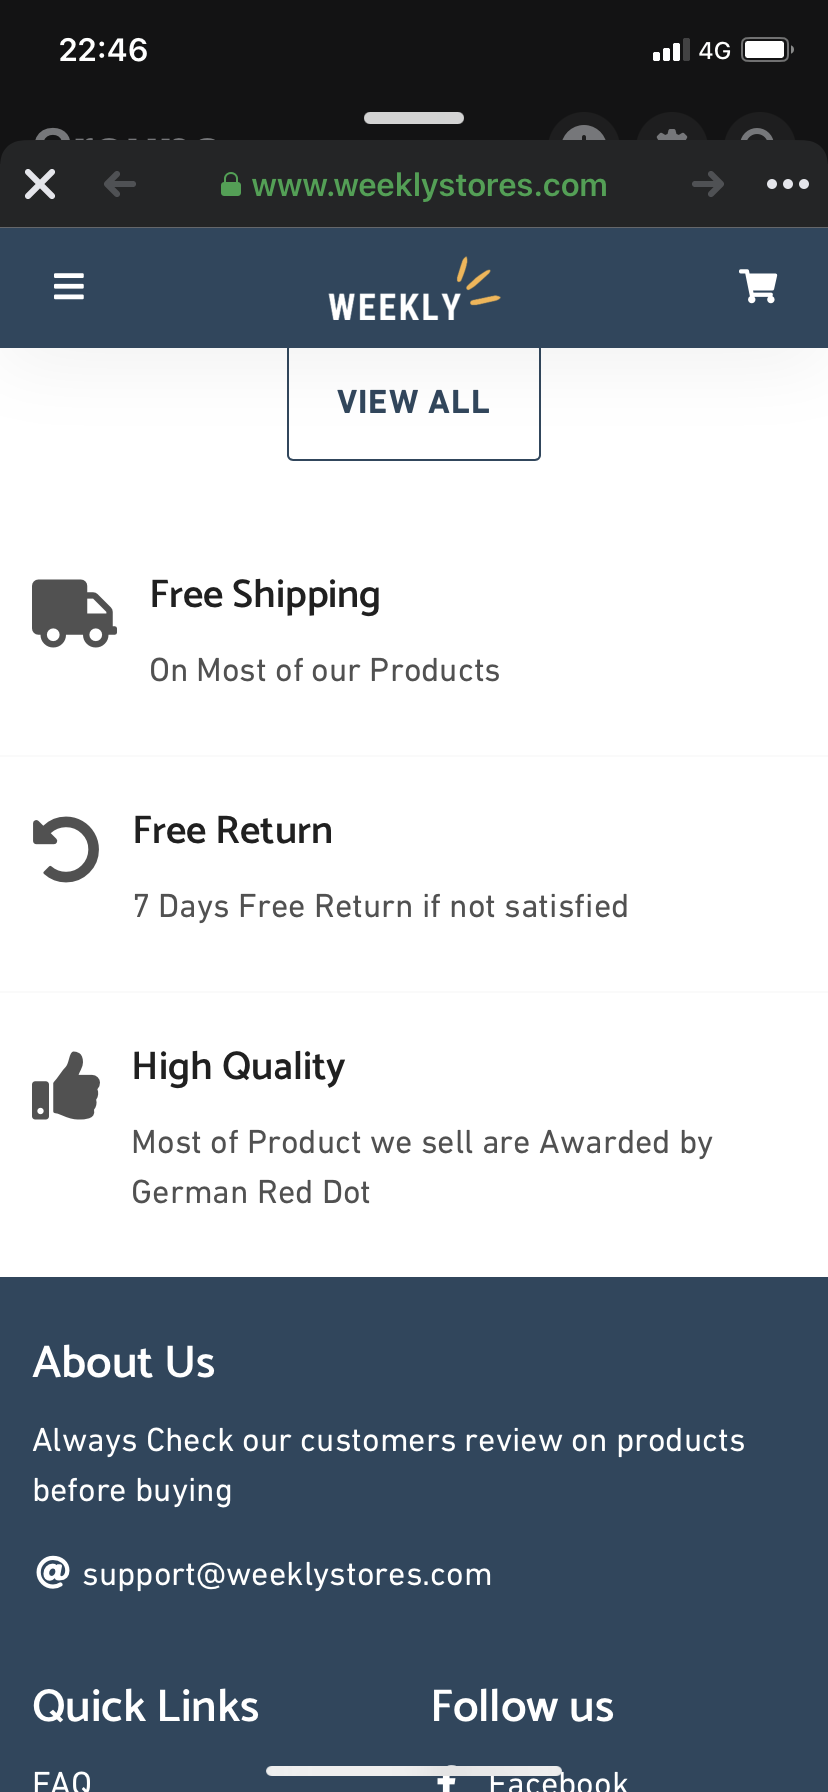 22:46
4G
www.weeklystores.com
WEEKLY
VIEW ALL
Free Shipping
On Most of our Products
Free Return
7 Days Free Return if not satisfied
High Quality
Most of Product we sell are Awarded by
German Red Dot
About Us
Always Check our customers review on products
before buying
@ support@weeklystores.com
Quick Links
Follow us
FAQ
Facebook